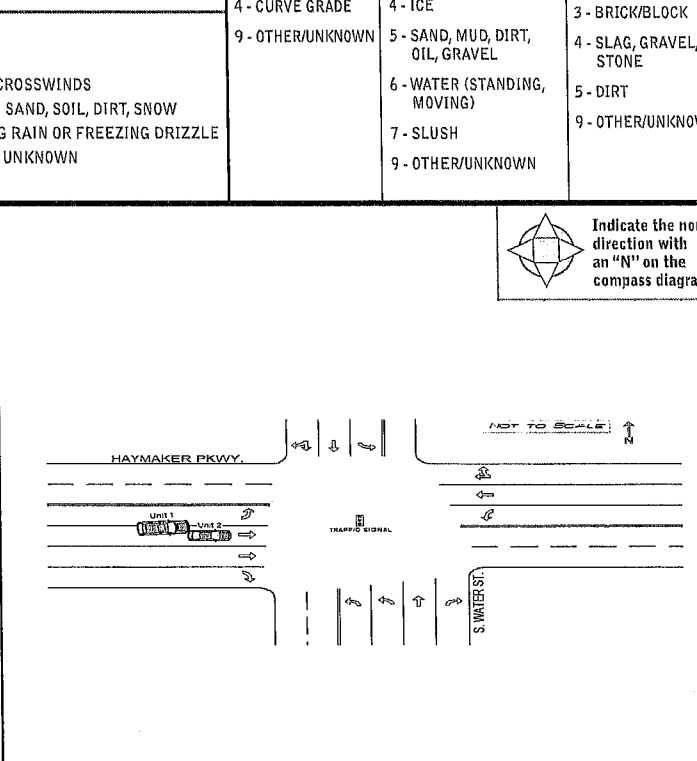 4 - CURVE GRADE
9 - OTHER/UNKNOWN
4 - ICE
5 - SAND, MUD, DIRT,
OIL, GRAVEL
6 - WATER (STANDING,
MOVING)
7 - SLUSH
9 - OTHER/UNKNOWN
3 - BRICK/BLOCK
4 - SLAG, GRAVEL,
STONE
5 - DIRT
9 - OTHER/UNKNOW
CROSSWINDS
SAND, SOIL, DIRT, SNOW
G RAIN OR FREEZING DRIZZLE
UNKNOWN
Indicate the nor
direction with
an “N” on the
compass diagra
NOT TO SCALE
N
HAYMAKER PKWY.
Unit 1
Unit 2
TRAFFIC SIGNAL
S. WATER ST.